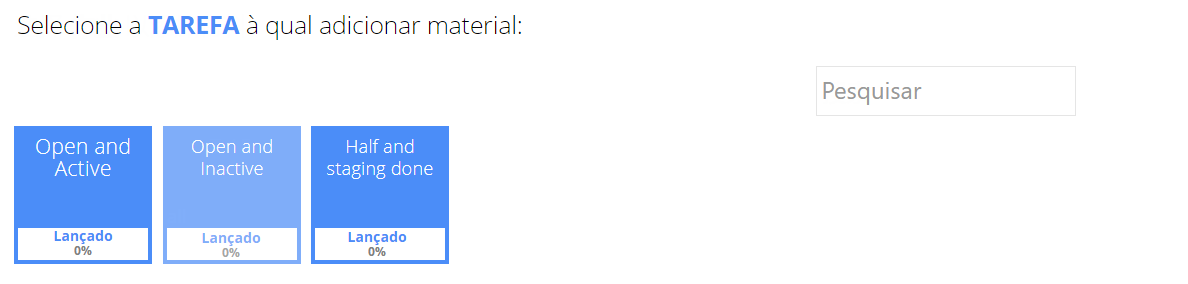 Selecione a TAREFA à qual adicionar material:
Pesquisar
Open and
Active
Lançado
0%
Open and
Inactive
Lançado
0%
Half and
staging done
Lançado
0%